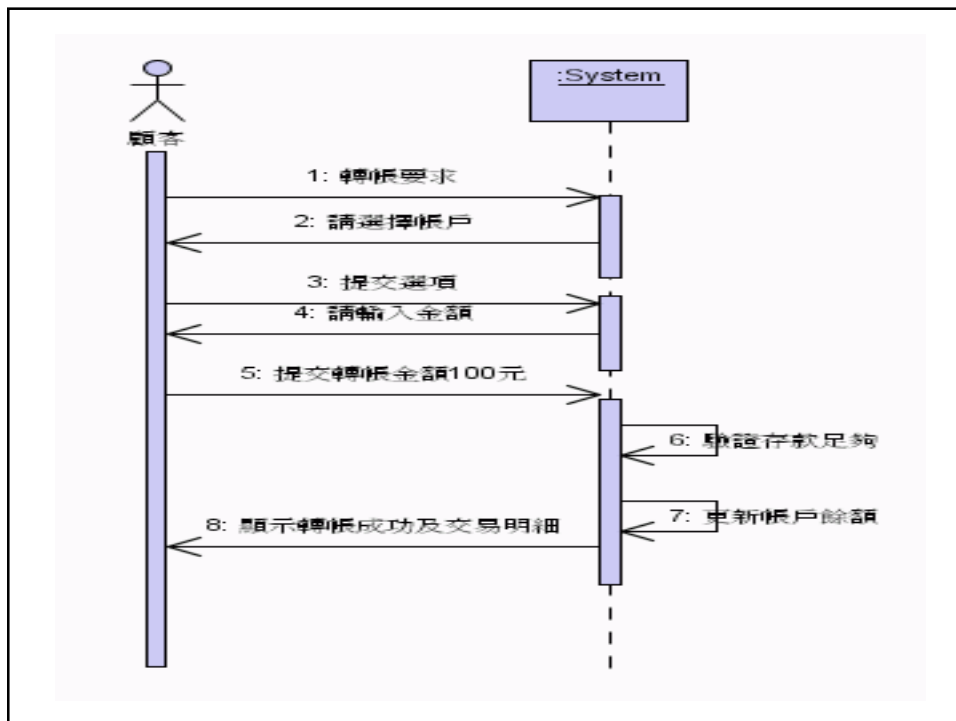 :System
顧客
1: 轉帳要求
2: 請選擇帳戶
3: 提交選項
4: 請輸入金額
5: 提交轉帳金額100元
6: 驗證存款足夠
7: 更新帳戶餘額
8: 顯示轉帳成功及交易明細